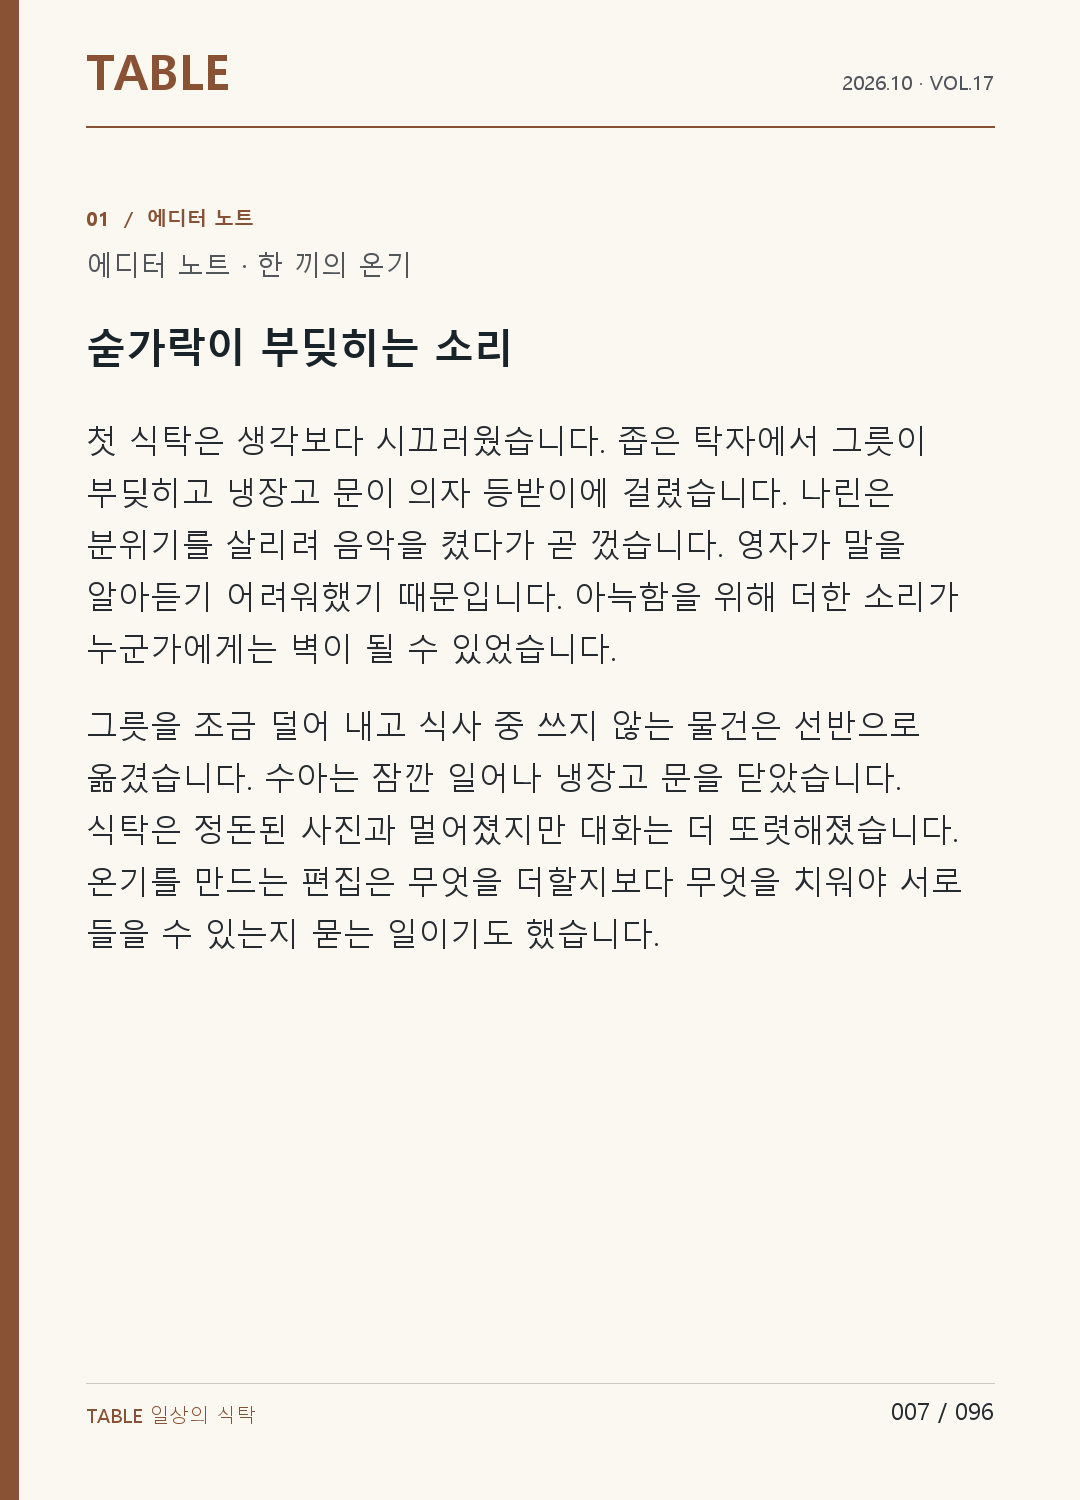 TABLE
2026.10 · VOL.17
01 / 에디터 노트
에디터 노트 · 한 끼의 온기
숟가락이 부딪히는 소리
첫 식탁은 생각보다 시끄러웠습니다. 좁은 탁자에서 그릇이
부딪히고 냉장고 문이 의자 등받이에 걸렸습니다. 나린은
분위기를 살리려 음악을 켰다가 곧 껐습니다. 영자가 말을
알아듣기 어려워했기 때문입니다. 아늑함을 위해 더한 소리가
누군가에게는 벽이 될 수 있었습니다.
그릇을 조금 덜어 내고 식사 중 쓰지 않는 물건은 선반으로
옮겼습니다. 수아는 잠깐 일어나 냉장고 문을 닫았습니다.
식탁은 정돈된 사진과 멀어졌지만 대화는 더 또렷해졌습니다.
온기를 만드는 편집은 무엇을 더할지보다 무엇을 치워야 서로
들을 수 있는지 묻는 일이기도 했습니다.
TABLE 일상의 식탁
007 / 096